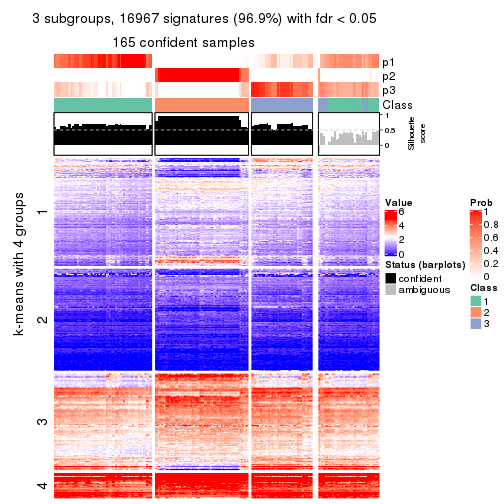 3 subgroups, 16967 signatures (96.9%) with fdr < 0.05
165 confident samples
p1
p2
p3
Class
1
0.5
0
Silhouette
score
k-means with 4 groups
1
2
3
4
Value
6
4
2
0
Status (barplots)
confident
ambiguous
Prob
1
0.8
0.6
0.4
0.2
0
Class
1
2
3